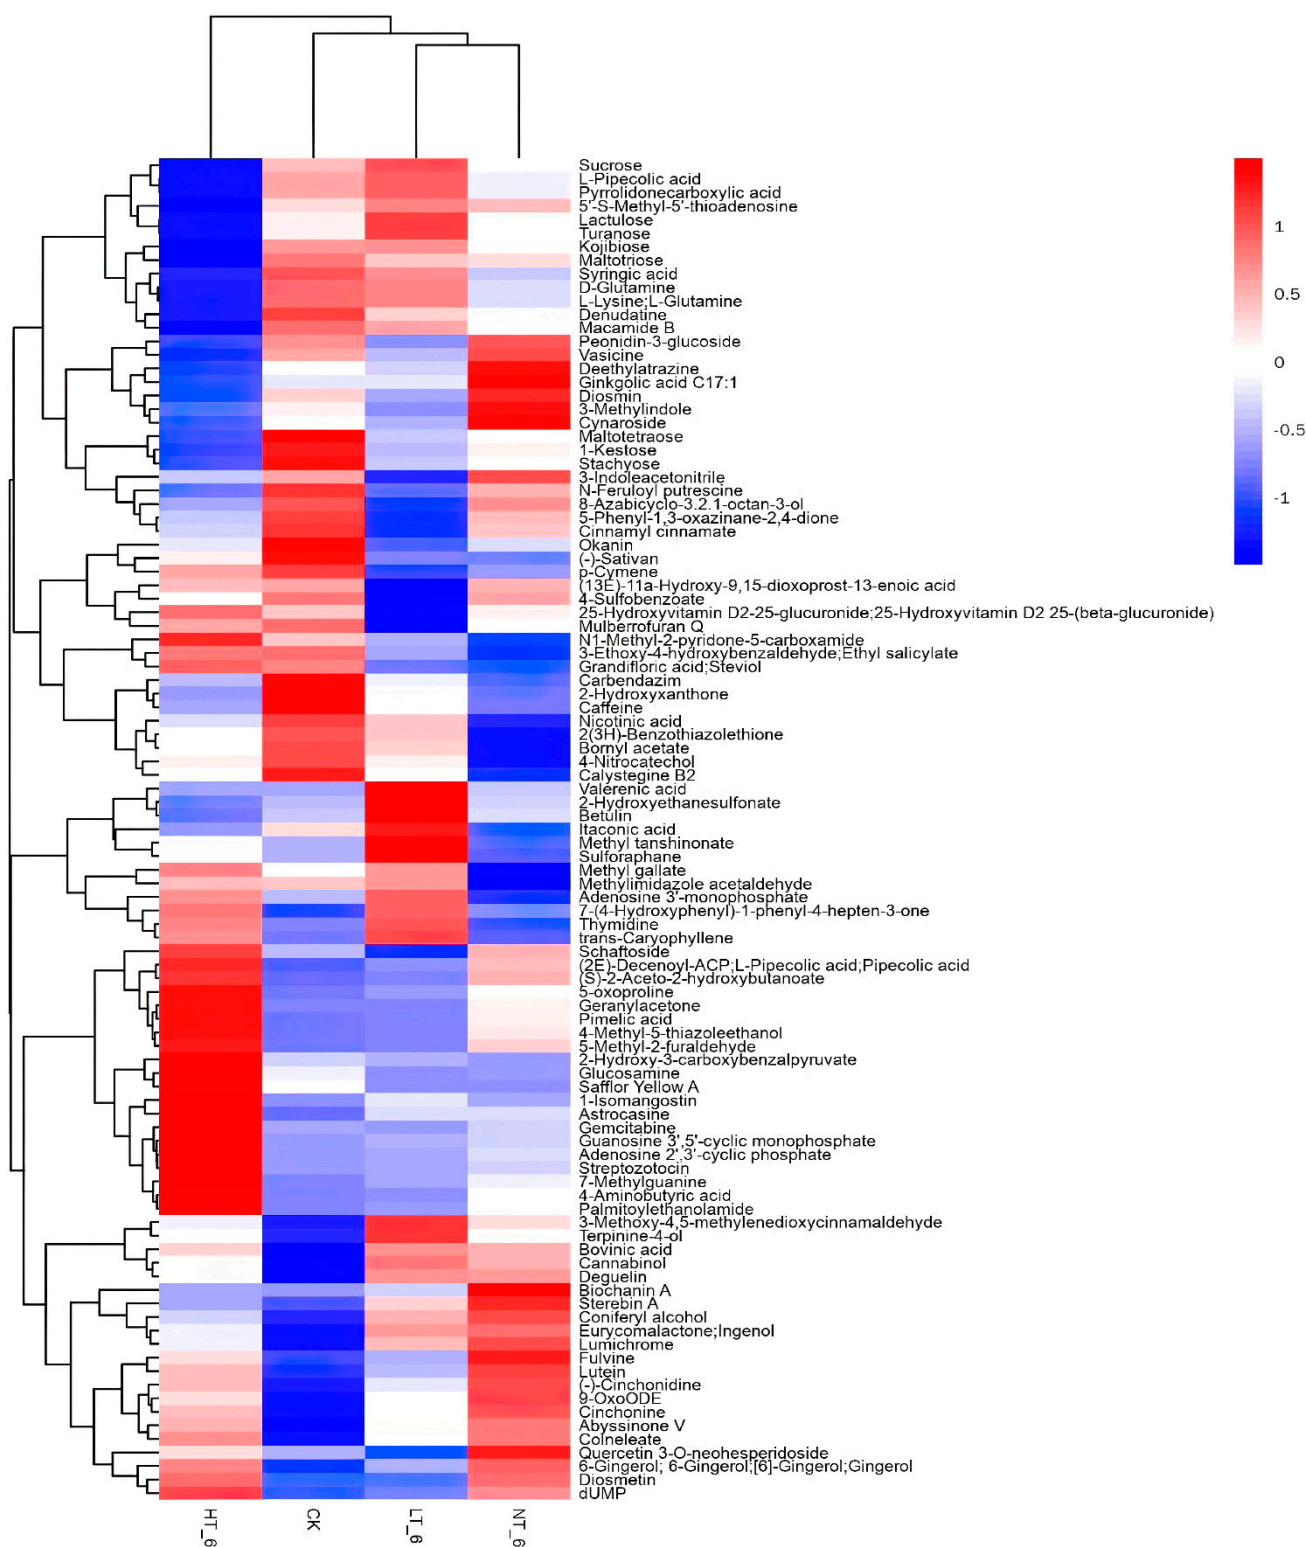 Sucrose
L-Pipecolic acid
Pyrrolidonecarboxylic acid
5'-S-Methyl-5'-thioadenosine
Lactulose
Turanose
Kojibiose
Maltotriose
Syringic acid
D-Glutamine
L-Lysine;L-Glutamine
Denudatine
Macamide B
Peonidin-3-glucoside
Vasicine
Deethylatrazine
Ginkgolic acid C17:1
Diosmin
3-Methylindole
Cynaroside
Maltotetraose
1-Kestose
Stachyose
3-Indoleacetonitrile
N-Feruloyl putrescine
8-Azabicyclo-3.2.1-octan-3-ol
5-Phenyl-1,3-oxazinane-2,4-dione
Cinnamyl cinnamate
Okanin
(-)-Sativan
p-Cymene
(13E)-11a-Hydroxy-9,15-dioxoprost-13-enoic acid
4-Sulfobenzoate
25-Hydroxyvitamin D2-25-glucuronide;25-Hydroxyvitamin D2 25-(beta-glucuronide)
Mulberrofuran Q
N1-Methyl-2-pyridone-5-carboxamide
3-Ethoxy-4-hydroxybenzaldehyde;Ethyl salicylate
Grandifloric acid;Steviol
Carbendazim
2-Hydroxyxanthone
Caffeine
Nicotinic acid
2(3H)-Benzothiazolethione
Bornyl acetate
4-Nitrocatechol
Calystegine B2
Valerenic acid
2-Hydroxyethanesulfonate
Betulin
Itaconic acid
Methyl tanshinonate
Sulforaphane
Methyl gallate
Methylimidazole acetaldehyde
Adenosine 3'-monophosphate
7-(4-Hydroxyphenyl)-1-phenyl-4-hepten-3-one
Thymidine
trans-Caryophyllene
Schaftoside
(2E)-Decenoyl-ACP;L-Pipecolic acid;Pipecolic acid
(S)-2-Aceto-2-hydroxybutanoate
5-oxoproline
Geranylacetone
Pimelic acid
4-Methyl-5-thiazoleethanol
5-Methyl-2-furaldehyde
2-Hydroxy-3-carboxybenzalpyruvate
Glucosamine
Safflor Yellow A
1-Isomangostin
Astrocasine
Gemcitabine
Guanosine 3',5'-cyclic monophosphate
Adenosine 2',3'-cyclic phosphate
Streptozotocin
7-Methylguanine
4-Aminobutyric acid
Palmitoylethanolamide
3-Methoxy-4,5-methylenedioxycinnamaldehyde
Terpinine-4-ol
Bovinic acid
Cannabinol
Deguelin
Biochanin A
Sterebin A
Coniferyl alcohol
Eurycomalactone;Ingenol
Lumichrome
Fulvine
Lutein
(-)-Cinchonidine
9-OxoODE
Cinchonine
Abyssinone V
Colneleate
Quercetin 3-O-neohesperidoside
6-Gingerol; 6-Gingerol;[6]-Gingerol;Gingerol
Diosmetin
dUMP
HT_6
CK
LT_6
NT_6
1
0.5
0
-0.5
-1